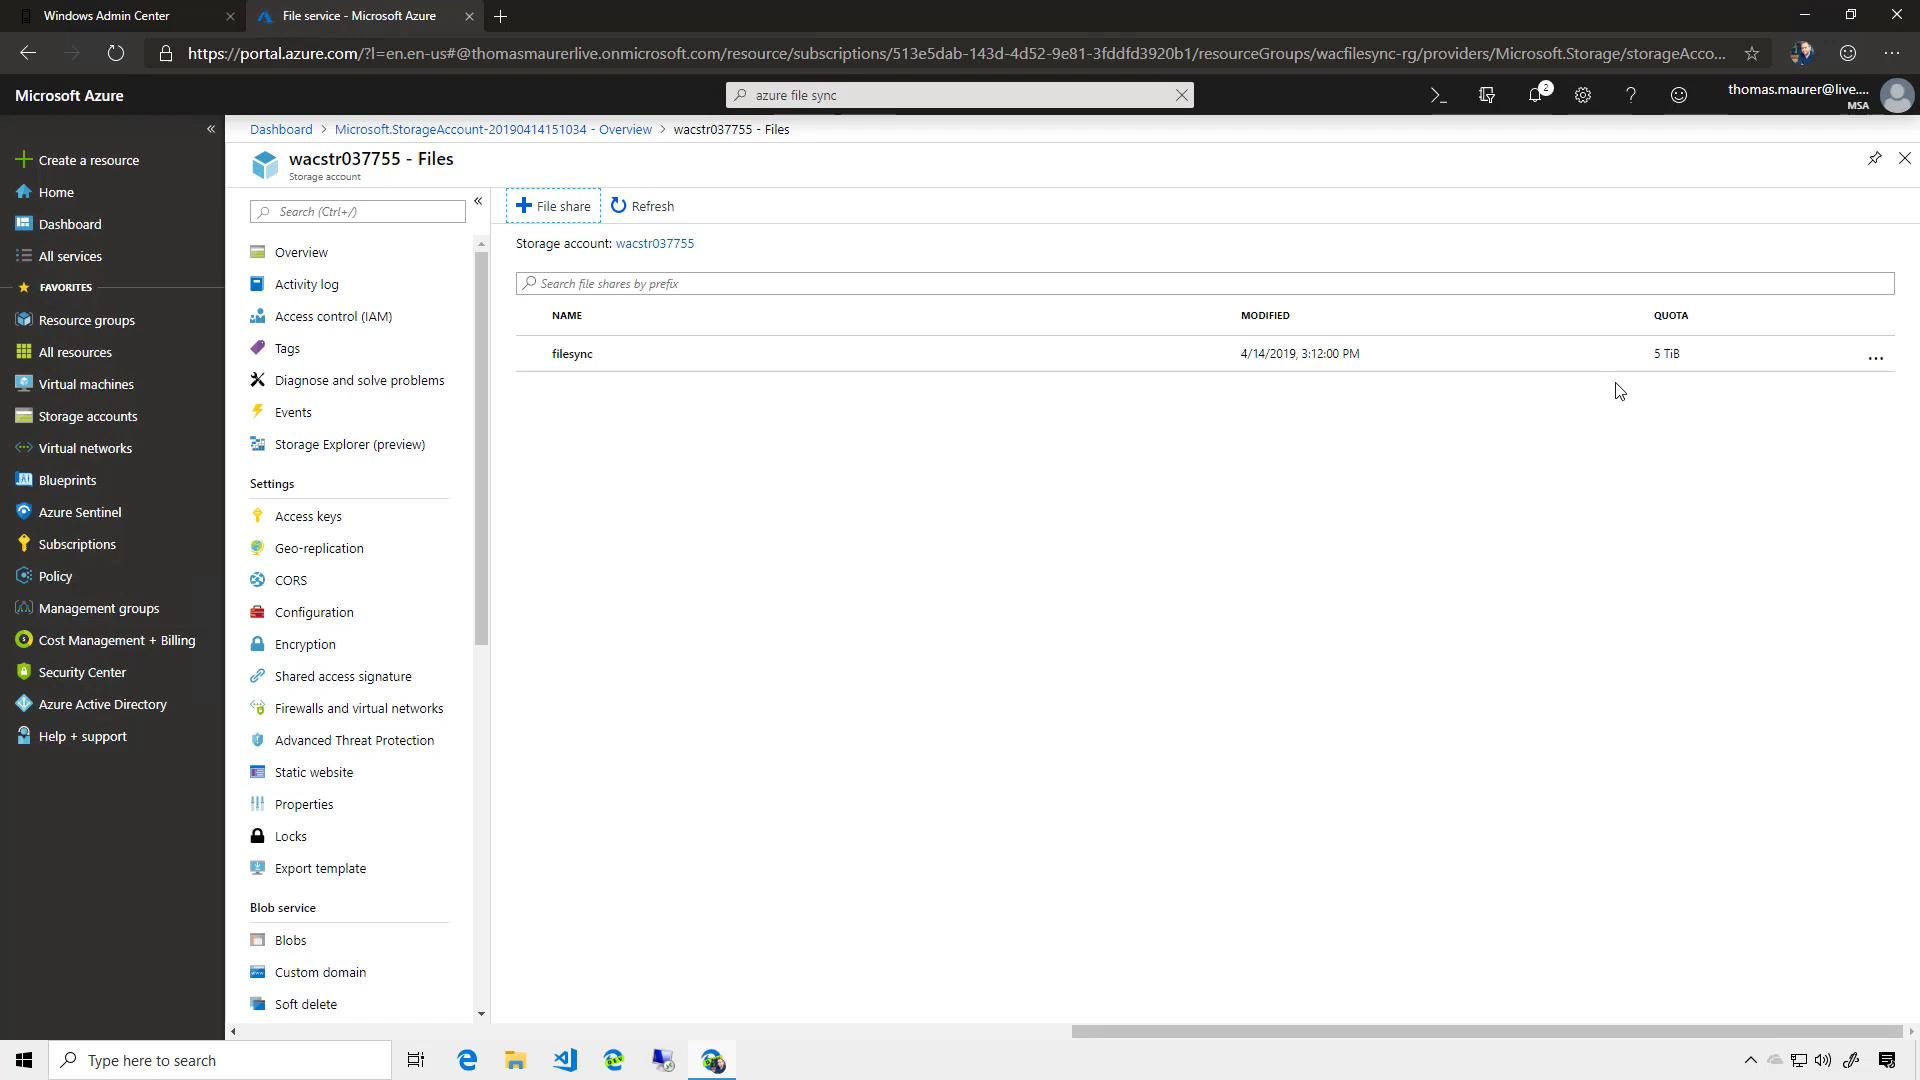 Windows Admin Center
File service - Microsoft Azure
https://portal.azure.com/?l=en.en-us#@thomasmaurerlive.onmicrosoft.com/resource/subscriptions/513e5dab-143d-4d52-9e81-3fddfd3920b1/resourceGroups/wacfilesync-rg/providers/Microsoft.Storage/storageAcco...
Microsoft Azure
azure file sync
2
thomas.maurer@live....
MSA
Dashboard > Microsoft.StorageAccount-20190414151034 - Overview > wacstr037755 - Files
wacstr037755 - Files
Storage account
Create a resource
Home
Dashboard
All services
FAVORITES
Resource groups
All resources
Virtual machines
Storage accounts
Virtual networks
Blueprints
Azure Sentinel
Subscriptions
Policy
Management groups
Cost Management + Billing
Security Center
Azure Active Directory
Help + support
Search (Ctrl+/)
Overview
Activity log
Access control (IAM)
Tags
Diagnose and solve problems
Events
Storage Explorer (preview)
Settings
Access keys
Geo-replication
CORS
Configuration
Encryption
Shared access signature
Firewalls and virtual networks
Advanced Threat Protection
Static website
Properties
Locks
Export template
Blob service
Blobs
Custom domain
Soft delete
File share
Refresh
Storage account: wacstr037755
Search file shares by prefix
NAME MODIFIED QUOTA
filesync 4/14/2019, 3:12:00 PM 5 TiB ...
Type here to search